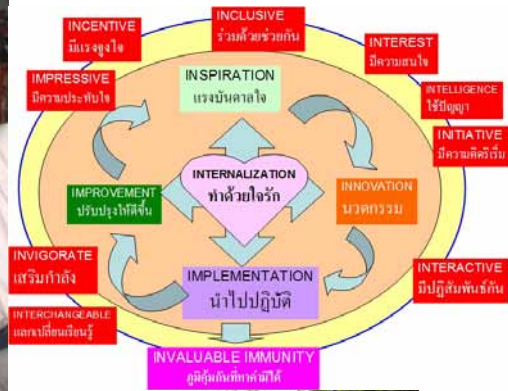 INCLUSIVE
ร่วมด้วยช่วยกัน
INCENTIVE
มีแรงจูงใจ
INTEREST
มีความสนใจ
IMPRESSIVE
มีความประทับใจ
INSPIRATION
แรงบันดาลใจ
INTELLIGENCE
ใช้ปัญญา
INITIATIVE
มีความคิดริเริ่ม
INTERNALIZATION
ทำด้วยใจรัก
IMPROVEMENT
ปรับปรุงให้ดีขึ้น
INNOVATION
นวตกรรม
INVIGORATE
เสริมกำลัง
IMPLEMENTATION
นำไปปฏิบัติ
INTERACTIVE
มีปฏิสัมพันธ์กัน
INTERCHANGEABLE
แลกเปลี่ยนเรียนรู้
INVALUABLE IMMUNITY
ภูมิคุ้มกันที่หาค่ามิได้